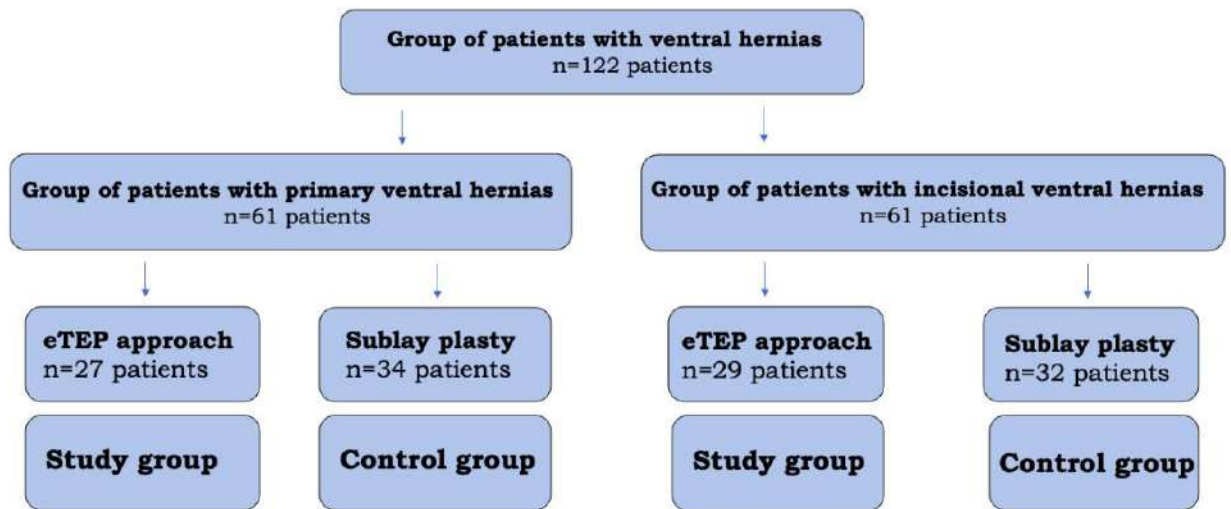 Group of patients with ventral hernias
n=122 patients
Group of patients with primary ventral hernias
n=61 patients
Group of patients with incisional ventral hernias
n=61 patients
eTEP approach
n=27 patients
Sublay plasty
n=34 patients
eTEP approach
n=29 patients
Sublay plasty
n=32 patients
Study group
Control group
Study group
Control group